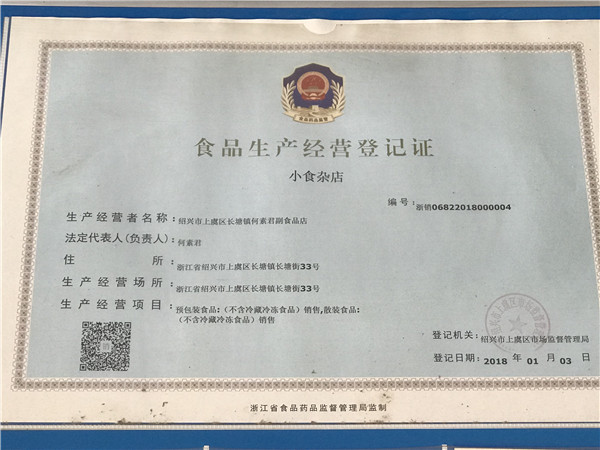 食品药品监管
食品生产经营登记证
小食杂店
编号：浙销06822018000004
生产经营者名称：绍兴市上虞区长塘镇何素君副食品店
法定代表人(负责人)：何素君
住所：浙江省绍兴市上虞区长塘镇长塘街33号
生产经营场所：浙江省绍兴市上虞区长塘镇长塘街33号
生产经营项目：预包装食品：（不含冷藏冷冻食品）销售,散装食品：
（不含冷藏冷冻食品）销售
登记机关：绍兴市上虞区市场监督管理局
登记日期：2018 年 01 月 03 日
浙江省食品药品监督管理局监制